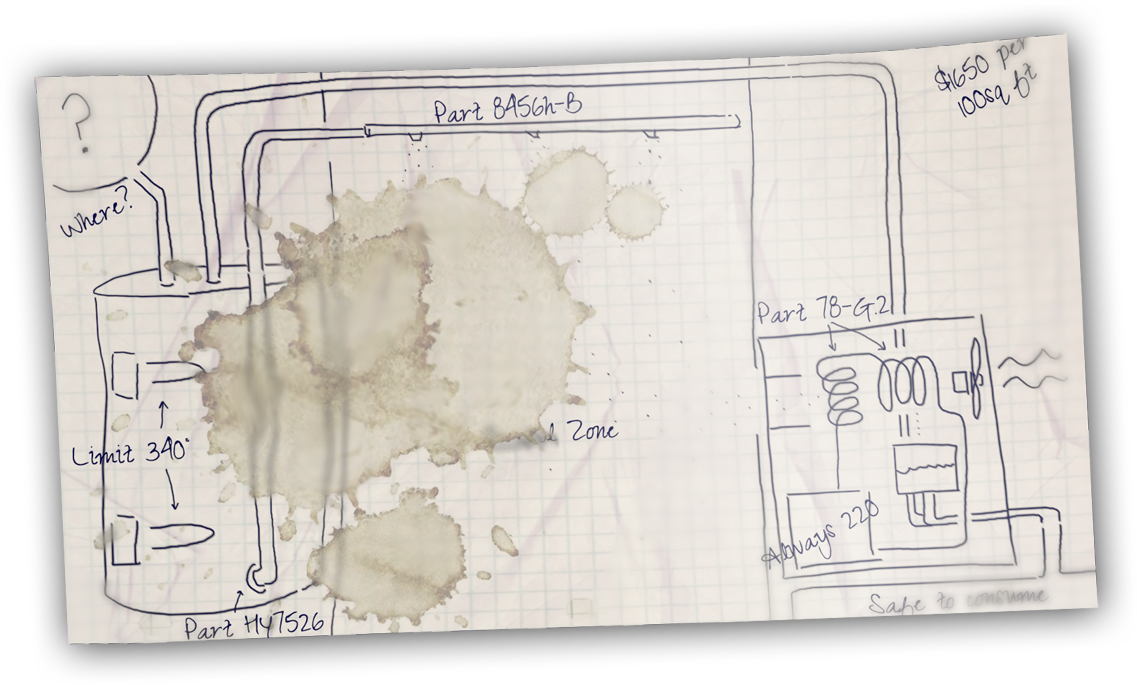 ?
where?
Part 8456h-B
$1650 per
100sq ft
Part 78-G.2
Limit 340°
Zone
Always 220
Safe to consume
Part H47526